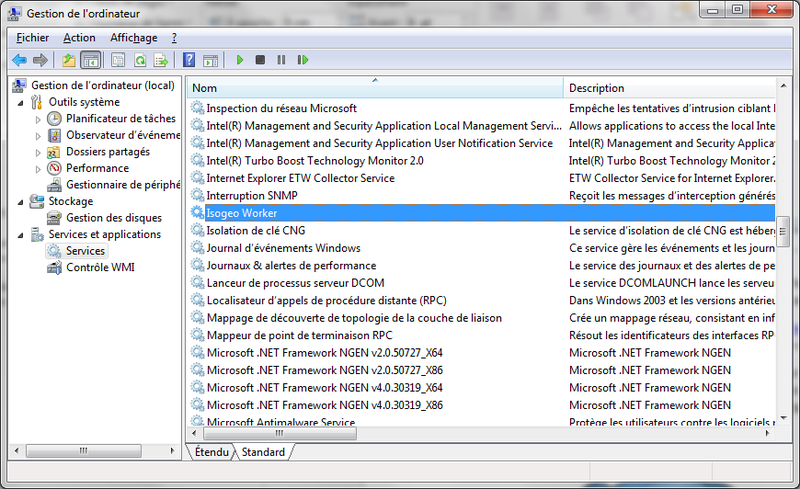 Gestion de l'ordinateur
Fichier Action Affichage ?
Gestion de l'ordinateur (local)
Outils système
Planificateur de tâches
Observateur d'événeme
Dossiers partagés
Performance
Gestionnaire de périphé
Stockage
Gestion des disques
Services et applications
Services
Contrôle WMI
Nom Description
Inspection du réseau Microsoft Empêche les tentatives d'intrusion ciblant l
Intel(R) Management and Security Application Local Management Servi... Allows applications to access the local Inte
Intel(R) Management and Security Application User Notification Service Intel(R) Management and Security Applicat
Intel(R) Turbo Boost Technology Monitor 2.0 Intel(R) Turbo Boost Technology Monitor 2
Internet Explorer ETW Collector Service ETW Collector Service for Internet Explorer.
Interruption SNMP Reçoit les messages d'interception générés
Isogeo Worker
Isolation de clé CNG Le service d'isolation de clé CNG est héberg
Journal d'événements Windows Ce service gère les événements et les journ
Journaux & alertes de performance Le service des journaux et des alertes de pe
Lanceur de processus serveur DCOM Le service DCOMLAUNCH lance les serveu
Localisateur d'appels de procédure distante (RPC) Dans Windows 2003 et les versions antérieu
Mappage de découverte de topologie de la couche de liaison Crée un mappage réseau, consistant en inf
Mappeur de point de terminaison RPC Résout les identificateurs des interfaces RP
Microsoft .NET Framework NGEN v2.0.50727_X64 Microsoft .NET Framework NGEN
Microsoft .NET Framework NGEN v2.0.50727_X86 Microsoft .NET Framework NGEN
Microsoft .NET Framework NGEN v4.0.30319_X64 Microsoft .NET Framework NGEN
Microsoft .NET Framework NGEN v4.0.30319_X86 Microsoft .NET Framework NGEN
Microsoft Antimalware Service Protège les utilisateurs contre les logiciels
Étendu Standard